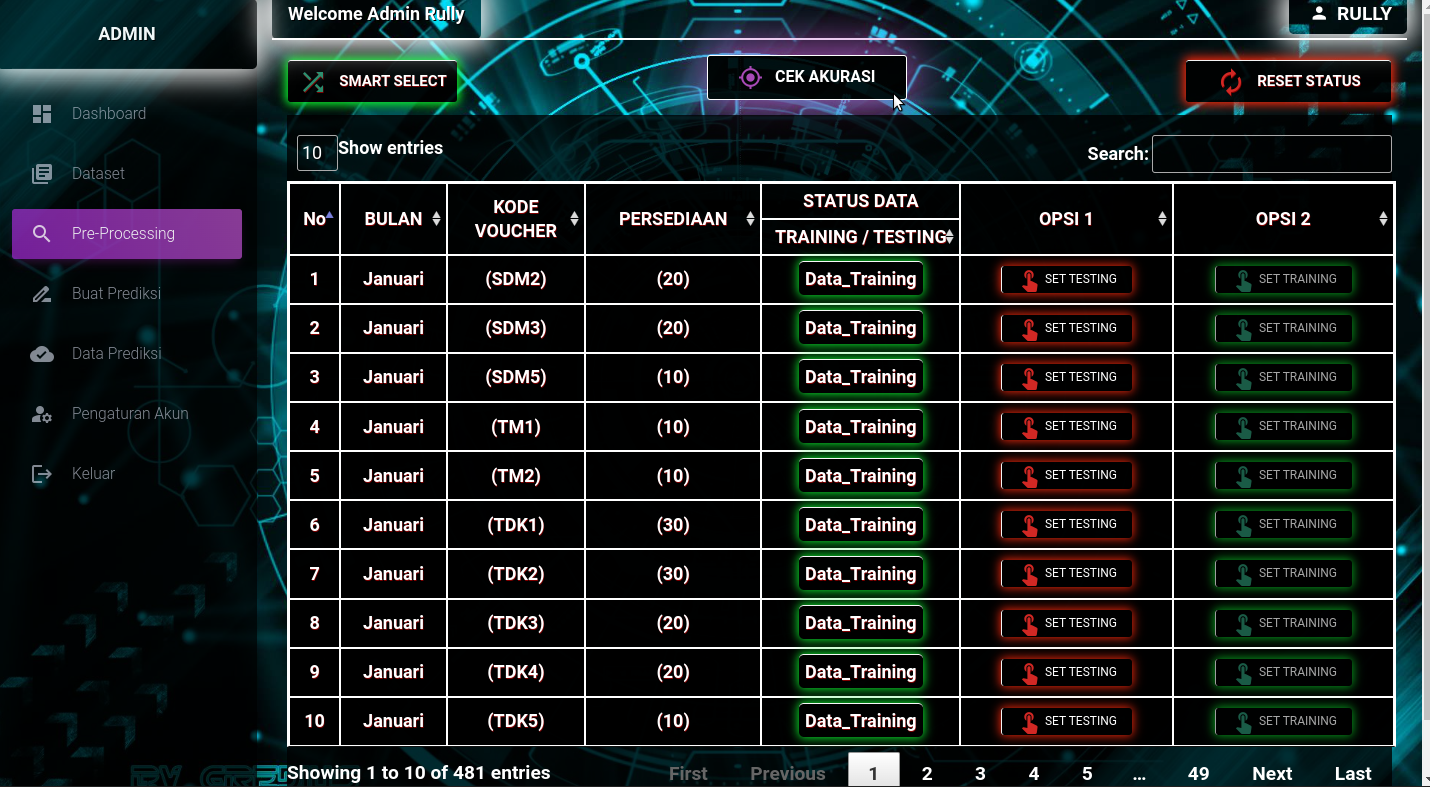 ADMIN
Welcome Admin Rully
RULLY
SMART SELECT
CEK AKURASI
RESET STATUS
Dashboard
Dataset
Pre-Processing
Buat Prediksi
Data Prediksi
Pengaturan Akun
Keluar
10 Show entries
Search:
No BULAN KODE VOUCHER PERSEDIAAN STATUS DATA OPSI 1 OPSI 2
TRAINING / TESTING
1 Januari (SDM2) (20) Data_Training SET TESTING SET TRAINING
2 Januari (SDM3) (20) Data_Training SET TESTING SET TRAINING
3 Januari (SDM5) (10) Data_Training SET TESTING SET TRAINING
4 Januari (TM1) (10) Data_Training SET TESTING SET TRAINING
5 Januari (TM2) (10) Data_Training SET TESTING SET TRAINING
6 Januari (TDK1) (30) Data_Training SET TESTING SET TRAINING
7 Januari (TDK2) (30) Data_Training SET TESTING SET TRAINING
8 Januari (TDK3) (20) Data_Training SET TESTING SET TRAINING
9 Januari (TDK4) (20) Data_Training SET TESTING SET TRAINING
10 Januari (TDK5) (10) Data_Training SET TESTING SET TRAINING
Showing 1 to 10 of 481 entries
First Previous 1 2 3 4 5 … 49 Next Last